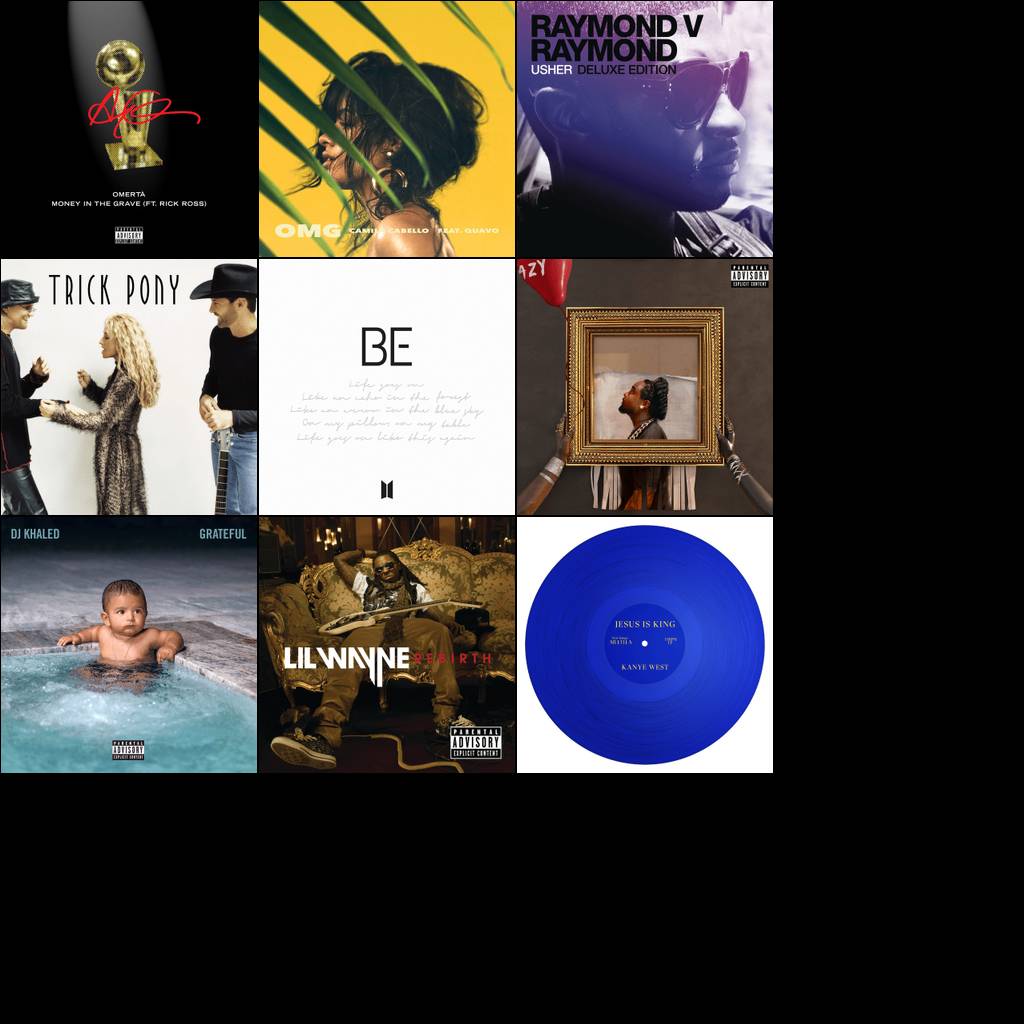 OMERTÀ
MONEY IN THE GRAVE (FT. RICK ROSS)
PARENTAL
ADVISORY
EXPLICIT CONTENT
OMG CAMILA CABELLO FEAT. QUAVO
RAYMOND V
RAYMOND
USHER DELUXE EDITION
TRICK PONY
BE
Life goes on
Like an echo in the forest
Like an arrow in the blue sky
On my pillow, on my table
Life goes on like this again
AZY
PARENTAL
ADVISORY
EXPLICIT CONTENT
DJ KHALED
GRATEFUL
PARENTAL
ADVISORY
EXPLICIT CONTENT
LIL WAYNE REBIRTH
PARENTAL
ADVISORY
EXPLICIT CONTENT
JESUS IS KING
KANYE WEST